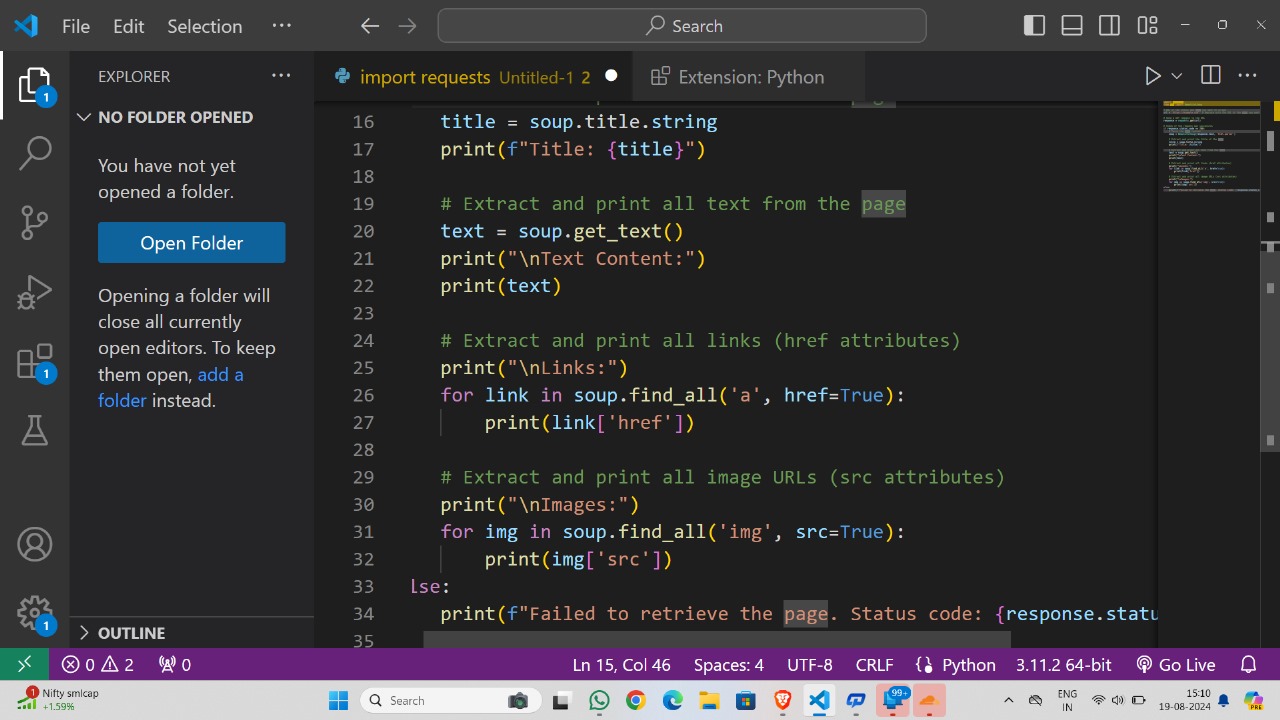 File Edit Selection ···
Search
EXPLORER ···
NO FOLDER OPENED
You have not yet
opened a folder.
Open Folder
Opening a folder will
close all currently
open editors. To keep
them open, add a
folder instead.
OUTLINE
import requests Untitled-1 2
Extension: Python
16 title = soup.title.string
17 print(f"Title: {title}")
18
19 # Extract and print all text from the page
20 text = soup.get_text()
21 print("\nText Content:")
22 print(text)
23
24 # Extract and print all links (href attributes)
25 print("\nLinks:")
26 for link in soup.find_all('a', href=True):
27 print(link['href'])
28
29 # Extract and print all image URLs (src attributes)
30 print("\nImages:")
31 for img in soup.find_all('img', src=True):
32 print(img['src'])
33 lse:
34 print(f"Failed to retrieve the page. Status code: {response.statu
35
1
1
1
0 2 0 Ln 15, Col 46 Spaces: 4 UTF-8 CRLF Python 3.11.2 64-bit Go Live
1 Nifty smlcap
+1.59%
Search
99+
PRE
ENG
IN
15:10
19-08-2024